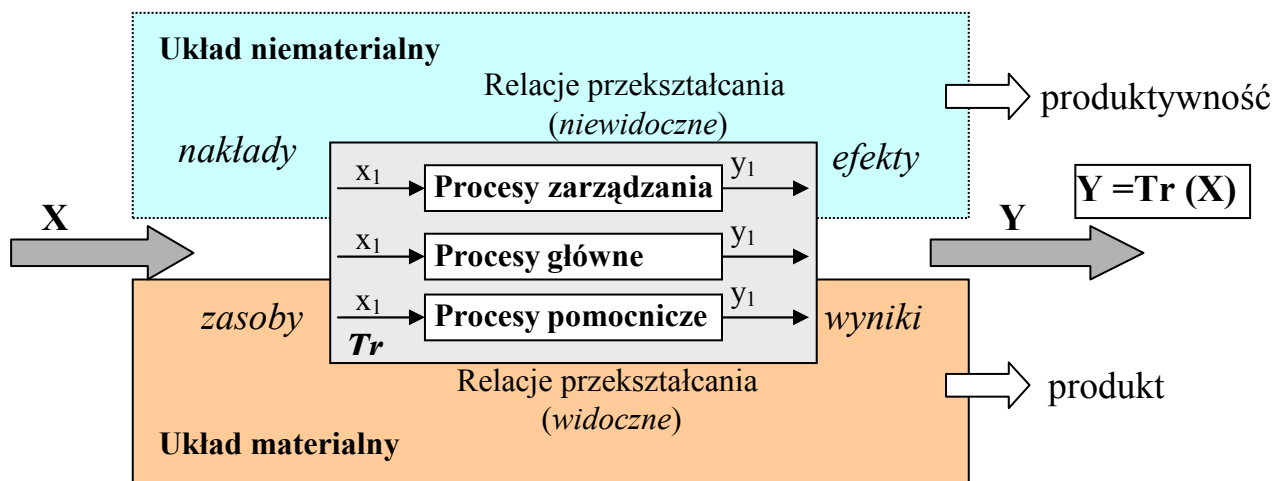 Układ niematerialny
Relacje przekształcania
(niewidoczne)
produktywność
nakłady
efekty
x₁
Procesy zarządzania
y₁
Y =Tr (X)
X
Y
x₁
Procesy główne
y₁
zasoby
x₁
Procesy pomocnicze
y₁
wyniki
Tr
Relacje przekształcania
(widoczne)
produkt
Układ materialny